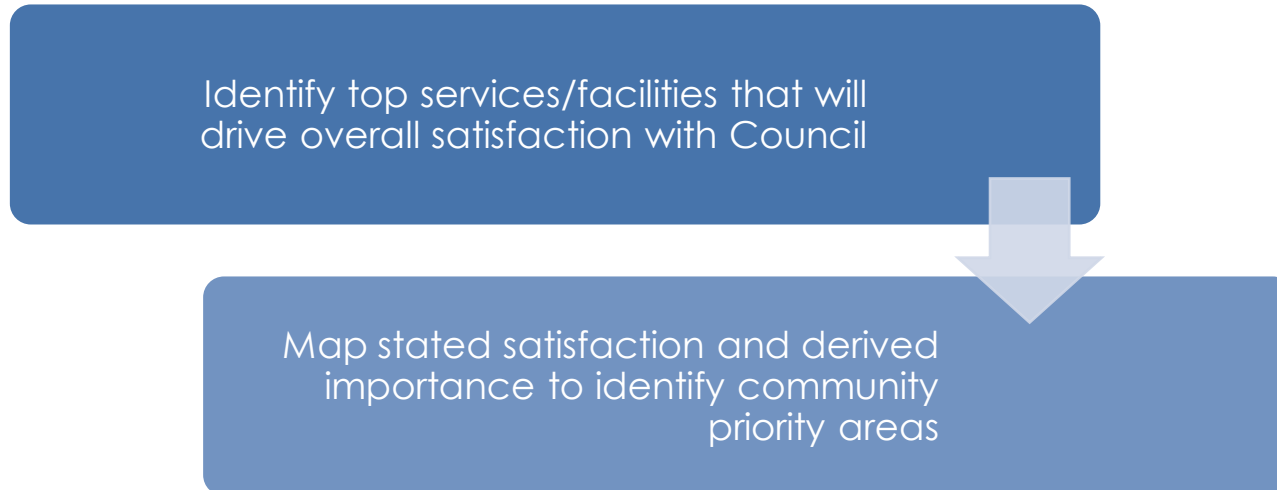 Identify top services/facilities that will
drive overall satisfaction with Council
Map stated satisfaction and derived
importance to identify community
priority areas